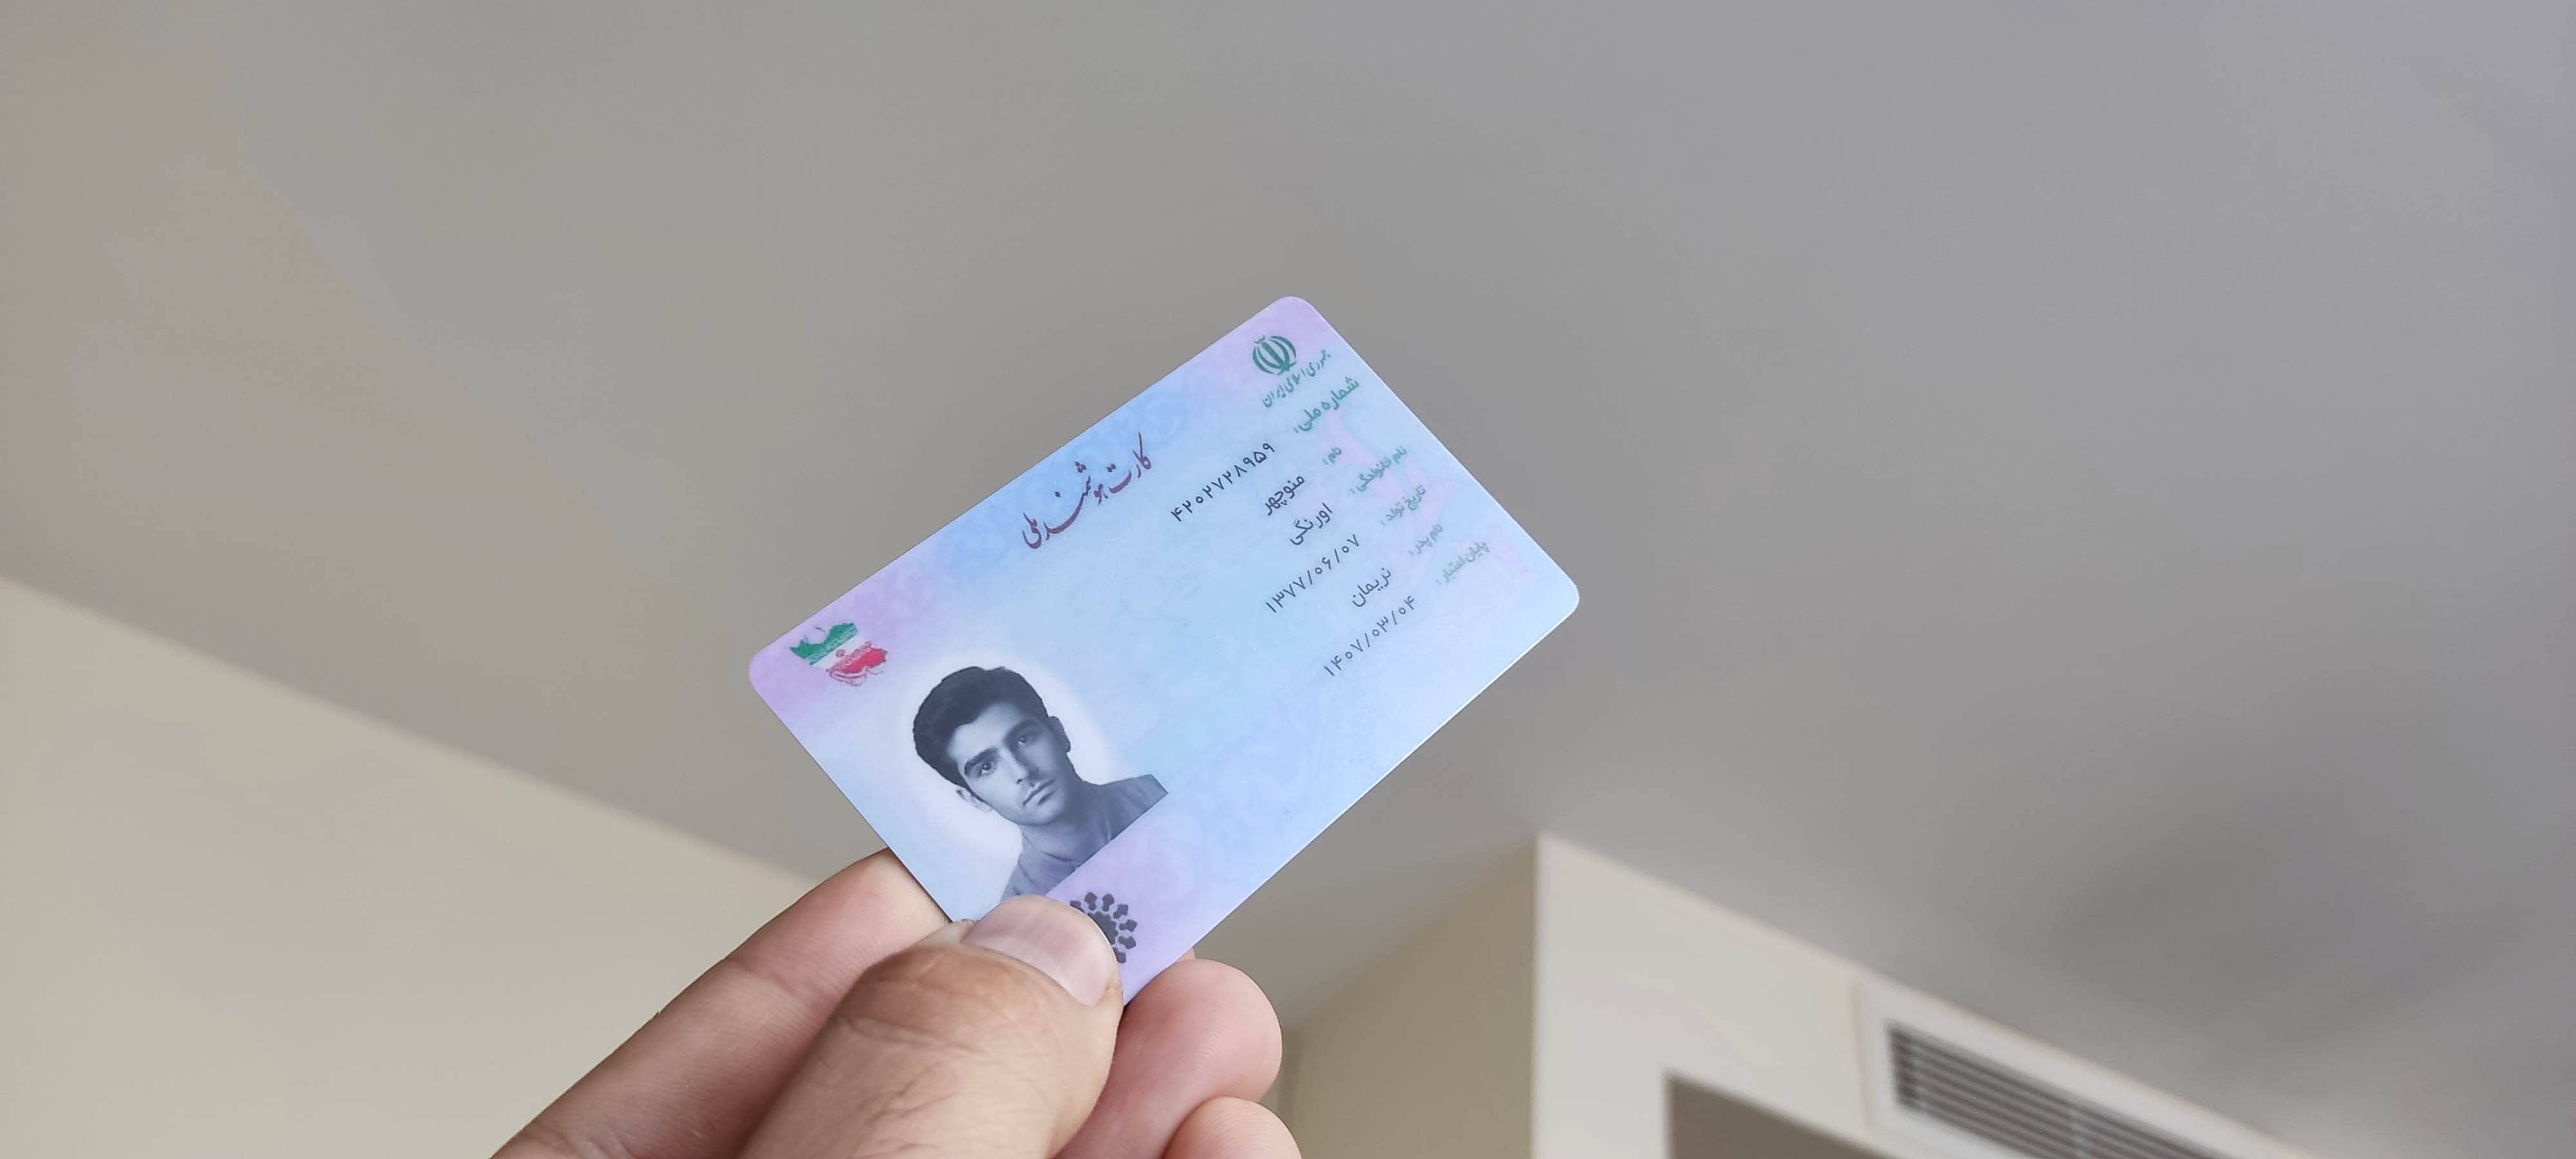 جمهوری اسلامی ایران
کارت هوشمند ملی
شماره ملی: ۴۲۰۲۷۲۸۹۵۹
نام: منوچهر
نام خانوادگی: اورنگی
تاریخ تولد: ۱۳۷۷/۰۶/۰۷
نام پدر: نریمان
پایان اعتبار: ۱۴۰۷/۰۳/۰۴